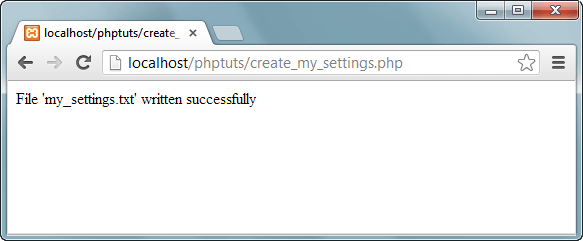 localhost/phptuts/create_
localhost/phptuts/create_my_settings.php
File 'my_settings.txt' written successfully